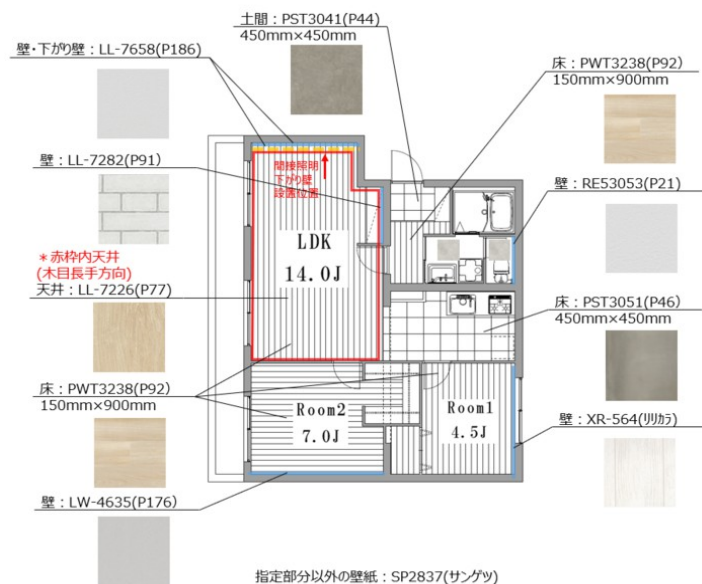 土間：PST3041(P44)
450mm×450mm
壁・下がり壁：LL-7658(P186)
床：PWT3238(P92)
150mm×900mm
壁：LL-7282(P91)
間接照明
下がり壁
設置位置
壁：RE53053(P21)
＊赤枠内天井
(木目長手方向)
天井：LL-7226(P77)
LDK
14.0J
床：PST3051(P46)
450mm×450mm
床：PWT3238(P92)
150mm×900mm
Room2
7.0J
Room1
4.5J
壁：XR-564(リリカラ)
壁：LW-4635(P176)
指定部分以外の壁紙：SP2837(サンゲツ)